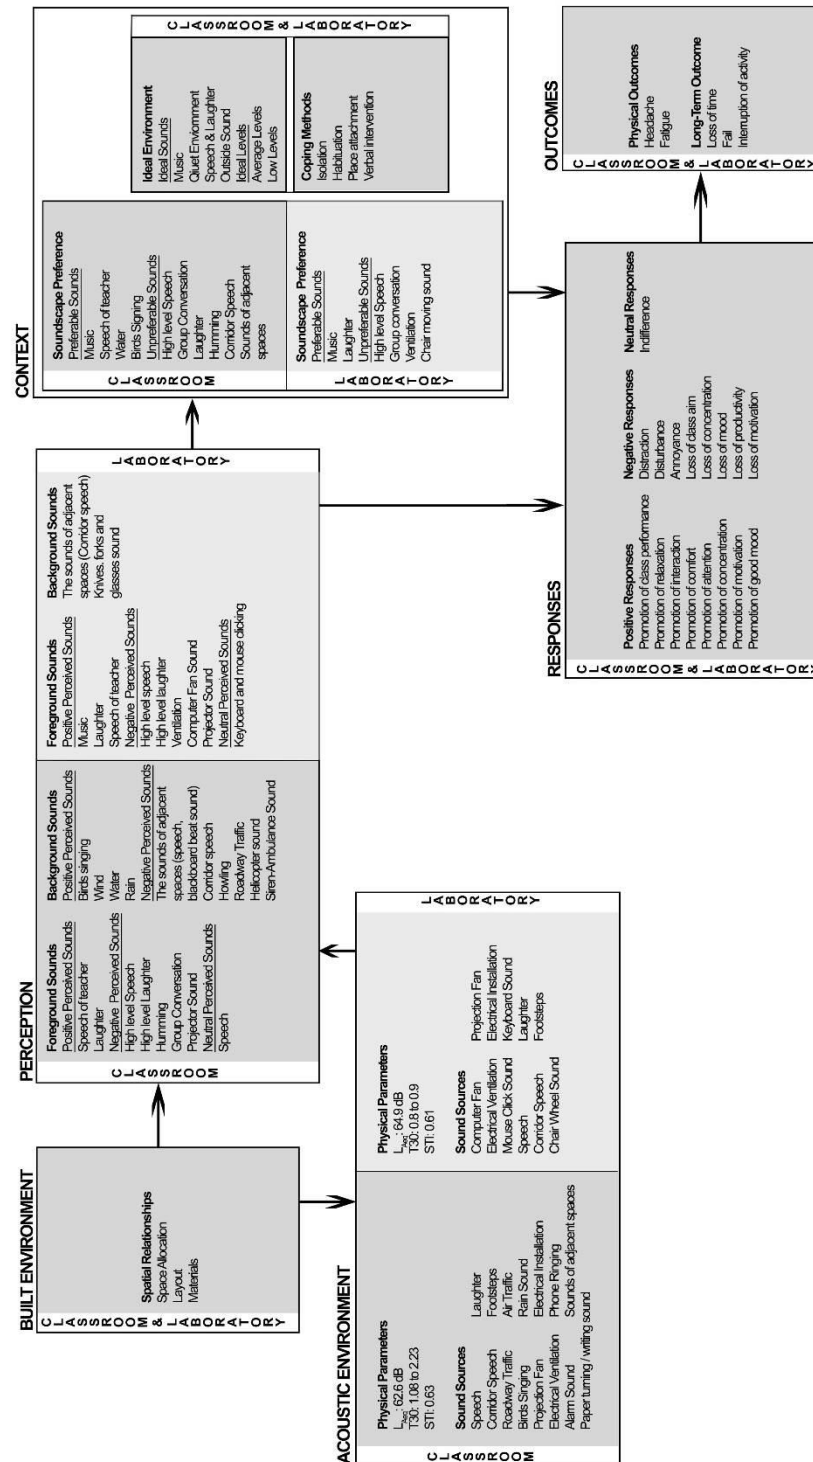 BUILT ENVIRONMENT
CLASSROOM & LABORATORY
Spatial Relationships
Space Allocation
Layout
Materials
ACOUSTIC ENVIRONMENT
CLASSROOM
Physical Parameters
LAeq: 62.6 dB
T30: 1.08 to 2.23
STI: 0.63
Sound Sources
Speech
Corridor Speech
Roadway Traffic
Birds Singing
Projection Fan
Electrical Ventilation
Alarm Sound
Paper turning / writing sound
Laughter
Footsteps
Air Traffic
Rain Sound
Electrical Installation
Phone Ringing
Sounds of adjacent spaces
Physical Parameters
LAeq: 64.9 dB
T30: 0.8 to 0.9
STI: 0.61
Sound Sources
Computer Fan
Electrical Ventilation
Mouse Click Sound
Speech
Corridor Speech
Chair Wheel Sound
Projection Fan
Electrical Installation
Keyboard Sound
Laughter
Footsteps
LABORATORY
PERCEPTION
CLASSROOM
Foreground Sounds
Positive Perceived Sounds
Speech of teacher
Laughter
Negative Perceived Sounds
High level Speech
High level Laughter
Humming
Group Conversation
Projector Sound
Neutral Perceived Sounds
Speech
Background Sounds
Positive Perceived Sounds
Birds singing
Wind
Water
Rain
Negative Perceived Sounds
The sounds of adjacent
spaces (speech,
blackboard beat sound)
Corridor speech
Howling
Roadway Traffic
Helicopter sound
Siren-Ambulance Sound
Foreground Sounds
Positive Perceived Sounds
Music
Laughter
Speech of teacher
Negative Perceived Sounds
High level speech
High level laughter
Ventilation
Computer Fan Sound
Projector Sound
Neutral Perceived Sounds
Keyboard and mouse clicking
Background Sounds
The sounds of adjacent
spaces (Corridor speech)
Knives, forks and
glasses sound
LABORATORY
CONTEXT
CLASSROOM
Soundscape Preference
Preferable Sounds
Music
Speech of teacher
Water
Birds Signing
Unpreferable Sounds
High level Speech
Group Conversation
Laughter
Humming
Corridor Speech
Sounds of adjacent
spaces
LABORATORY
Soundscape Preference
Preferable Sounds
Music
Laughter
Unpreferable Sounds
High level Speech
Group conversation
Ventilation
Chair moving sound
Ideal Environment
Ideal Sounds
Music
Qiuet Enviornment
Speech & Laughter
Outside Sound
Ideal Levels
Average Levels
Low Levels
Coping Methods
Isolation
Habituation
Place attachment
Verbal intervention
CLASSROOM & LABORATORY
RESPONSES
CLASSROOM & LABORATORY
Positive Responses
Promotion of class performance
Promotion of relaxation
Promotion of interaction
Promotion of comfort
Promotion of attention
Promotion of concentration
Promotion of motivation
Promotion of good mood
Negative Responses
Distraction
Disturbance
Annoyance
Loss of class aim
Loss of concentration
Loss of mood
Loss of productivity
Loss of motivation
Neutral Responses
Indifference
OUTCOMES
CLASSROOM & LABORATORY
Physical Outcomes
Headache
Fatigue
Long-Term Outcome
Loss of time
Fail
Interruption of activity